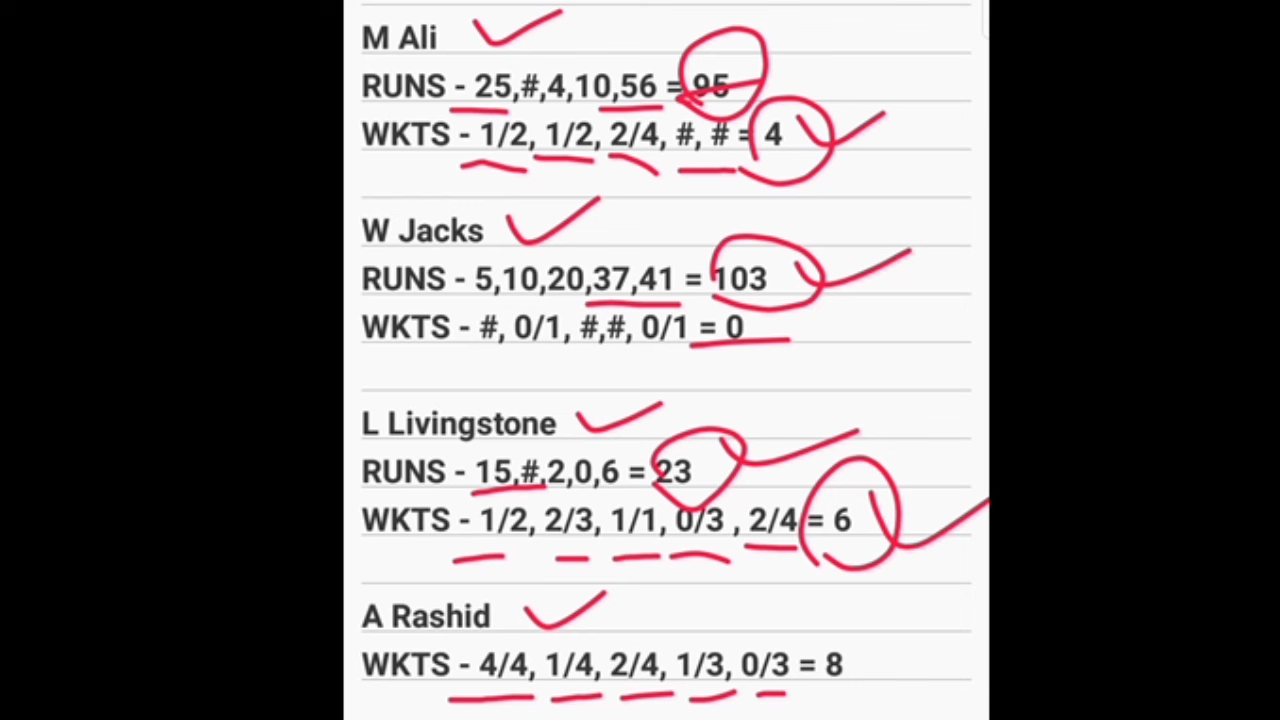 M Ali
RUNS - 25,#,4,10,56 = 95
WKTS - 1/2, 1/2, 2/4, #, # = 4
W Jacks
RUNS - 5,10,20,37,41 = 103
WKTS - #, 0/1, #,#, 0/1 = 0
L Livingstone
RUNS - 15,#,2,0,6 = 23
WKTS - 1/2, 2/3, 1/1, 0/3 , 2/4 = 6
A Rashid
WKTS - 4/4, 1/4, 2/4, 1/3, 0/3 = 8